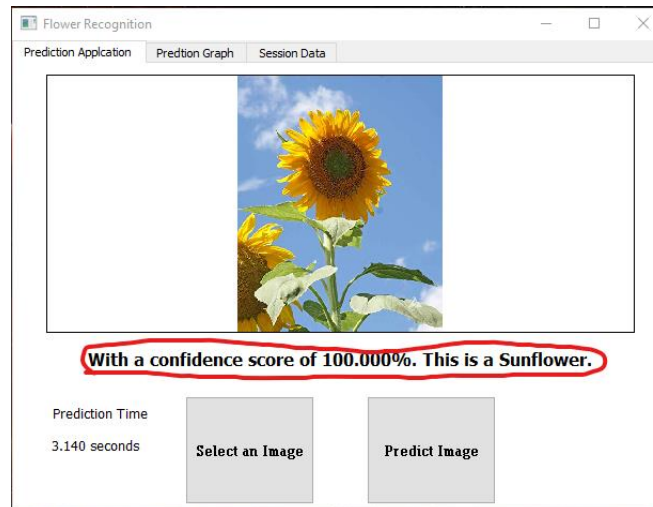 Flower Recognition
Prediction Applcation Predtion Graph Session Data
With a confidence score of 100.000%. This is a Sunflower.
Prediction Time
3.140 seconds
Select an Image Predict Image